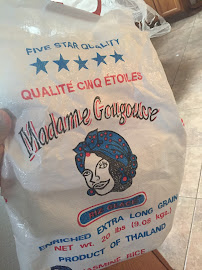 FIVE STAR QUALITY
QUALITÉ CINQ ÉTOILES
Madame Gougousse
ENRICHED EXTRA LONG GRAIN
NET WT. 20 lbs (9.08 kgs.)
PRODUCT OF THAILAND
JASMINE RICE